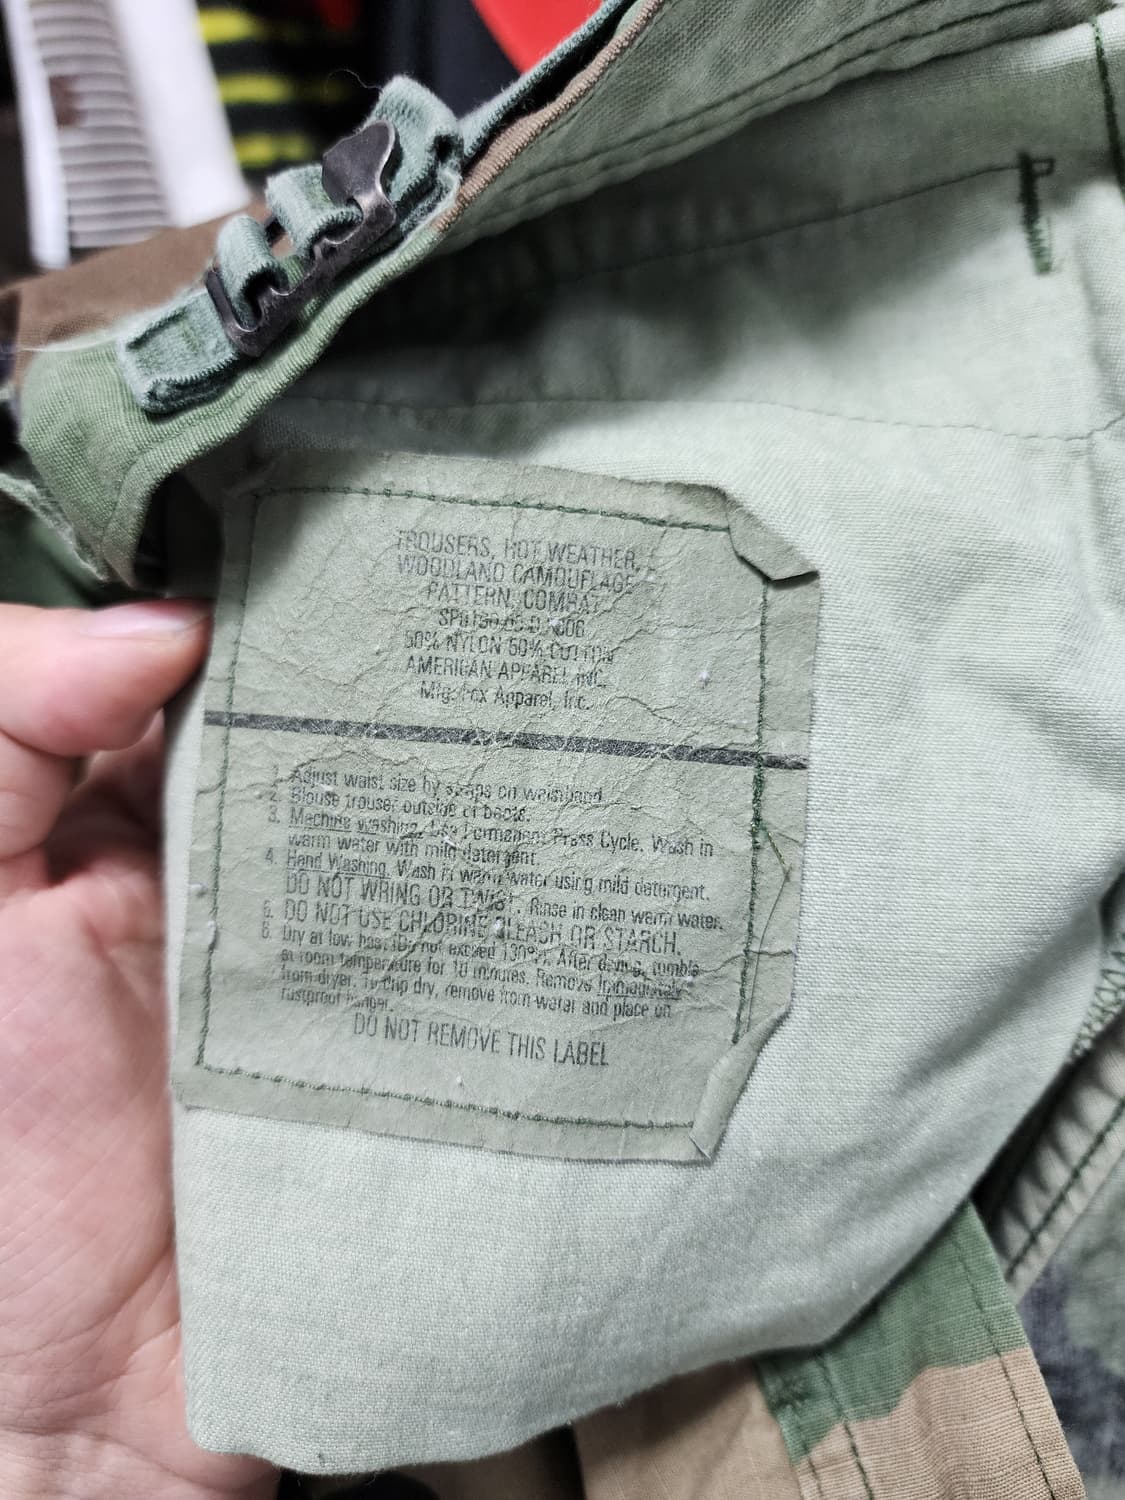 TROUSERS, HOT WEATHER,
WOODLAND CAMOUFLAGE
PATTERN, COMBAT
50% NYLON 50% COTTON
AMERICAN APPAREL INC.
Mfg. Fox Apparel, Inc.
1. Adjust waist size by straps on waistband.
2. Blouse trouser outside of boots.
3. Machine washing. Use Permanent Press Cycle. Wash in
warm water with mild detergent.
4. Hand Washing. Wash in warm water using mild detergent.
DO NOT WRING OR TWIST. Rinse in clean warm water.
5. DO NOT USE CHLORINE BLEACH OR STARCH.
6. Dry at low heat (Do not exceed 130°F). After drying, tumble
at room temperature for 10 minutes. Remove immediately
from dryer. To drip dry, remove from water and place on
rustproof hanger.
DO NOT REMOVE THIS LABEL